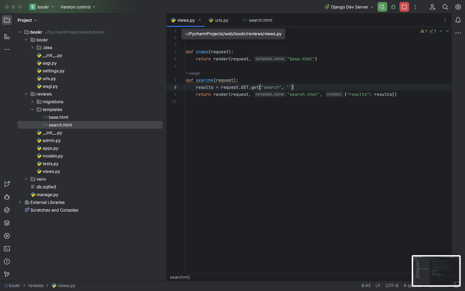 B bookr
Version control
Django Dev Server
Project
views.py
urls.py
search.html
~/PycharmProjects/web/bookr/reviews/views.py
bookr ~/PycharmProjects/web/bookr
bookr
.idea
__init__.py
asgi.py
settings.py
urls.py
wsgi.py
reviews
migrations
templates
base.html
search.html
__init__.py
admin.py
apps.py
models.py
tests.py
views.py
venv
db.sqlite3
manage.py
External Libraries
Scratches and Consoles
def index(request):
return render(request, template_name: "base.html")
1 usage
def searchs(request):
results = request.GET.get("search", '')
return render(request, template_name: "search.html", context: {"results": results})
bookr > reviews > views.py
8:43 LF UTF-8